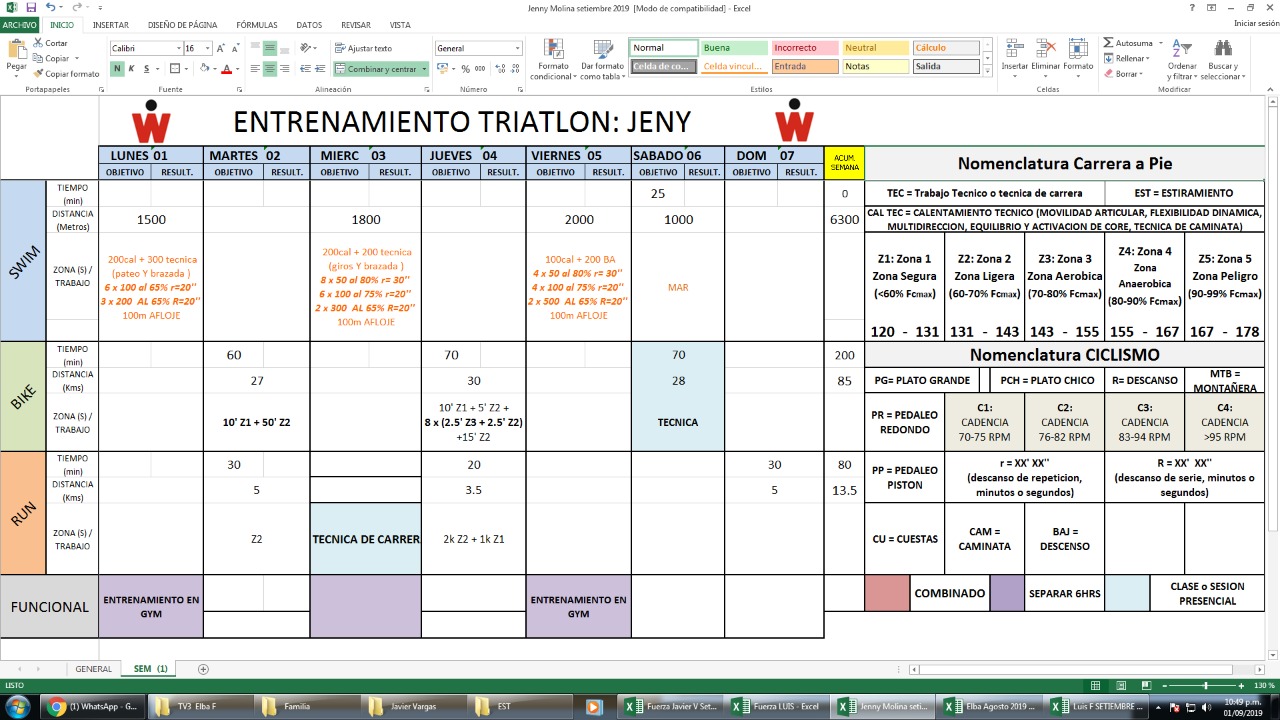 Jenny Molina setiembre 2019 [Modo de compatibilidad] - Excel
ARCHIVO INICIO INSERTAR DISEÑO DE PÁGINA FÓRMULAS DATOS REVISAR VISTA Iniciar sesión
Pegar Cortar Copiar Copiar formato
Calibri 16
N K S
Ajustar texto
Combinar y centrar
General
Formato condicional Dar formato como tabla
Normal Buena Incorrecto Neutral Cálculo
Celda de co... Celda vincul... Entrada Notas Salida
Insertar Eliminar Formato
Autosuma Rellenar Borrar
Ordenar y filtrar Buscar y seleccionar
Portapapeles Fuente Alineación Número Estilos Celdas Modificar
ENTRENAMIENTO TRIATLON: JENY
LUNES 01 MARTES 02 MIERC 03 JUEVES 04 VIERNES 05 SABADO 06 DOM 07
OBJETIVO RESULT. OBJETIVO RESULT. OBJETIVO RESULT. OBJETIVO RESULT. OBJETIVO RESULT. OBJETIVO RESULT. OBJETIVO RESULT.
ACUM. SEMANA
SWIM
TIEMPO (min) 25 0
DISTANCIA (Metros) 1500 1800 2000 1000 6300
ZONA (S) / TRABAJO
200cal + 300 tecnica
(pateo Y brazada )
6 x 100 al 65% r=20''
3 x 200 AL 65% R=20''
100m AFLOJE
200cal + 200 tecnica
(giros Y brazada )
8 x 50 al 80% r= 30''
6 x 100 al 75% r=20''
2 x 300 AL 65% R=20''
100m AFLOJE
100cal + 200 BA
4 x 50 al 80% r= 30''
4 x 100 al 75% r=20''
2 x 500 AL 65% R=20''
100m AFLOJE
MAR
BIKE
TIEMPO (min) 60 70 70 200
DISTANCIA (Kms) 27 30 28 85
ZONA (S) / TRABAJO
10' Z1 + 50' Z2
10' Z1 + 5' Z2 +
8 x (2.5' Z3 + 2.5' Z2)
+15' Z2
TECNICA
RUN
TIEMPO (min) 30 20 30 80
DISTANCIA (Kms) 5 3.5 5 13.5
ZONA (S) / TRABAJO
Z2
TECNICA DE CARRER
2k Z2 + 1k Z1
FUNCIONAL
ENTRENAMIENTO EN GYM
ENTRENAMIENTO EN GYM
Nomenclatura Carrera a Pie
TEC = Trabajo Tecnico o tecnica de carrera EST = ESTIRAMIENTO
CAL TEC = CALENTAMIENTO TECNICO (MOVILIDAD ARTICULAR, FLEXIBILIDAD DINAMICA,
MULTIDIRECCION, EQUILIBRIO Y ACTIVACION DE CORE, TECNICA DE CAMINATA)
Z1: Zona 1 Zona Segura (<60% Fcmax)
Z2: Zona 2 Zona Ligera (60-70% Fcmax)
Z3: Zona 3 Zona Aerobica (70-80% Fcmax)
Z4: Zona 4 Zona Anaerobica (80-90% Fcmax)
Z5: Zona 5 Zona Peligro (90-99% Fcmax)
120 - 131 131 - 143 143 - 155 155 - 167 167 - 178
Nomenclatura CICLISMO
PG= PLATO GRANDE PCH = PLATO CHICO R= DESCANSO MTB = MONTAÑERA
PR = PEDALEO REDONDO
C1: CADENCIA 70-75 RPM
C2: CADENCIA 76-82 RPM
C3: CADENCIA 83-94 RPM
C4: CADENCIA >95 RPM
PP = PEDALEO PISTON
r = XX' XX'' (descanso de repeticion, minutos o segundos)
R = XX' XX'' (descanso de serie, minutos o segundos)
CU = CUESTAS CAM = CAMINATA BAJ = DESCENSO
COMBINADO SEPARAR 6HRS CLASE o SESION PRESENCIAL
GENERAL SEM (1)
LISTO 130 %
(1) WhatsApp - G... TV3 Elba F Familia Javier Vargas EST Fuerza Javier V Set... Fuerza LUIS - Excel Jenny Molina seti... Elba Agosto 2019 ... Luis F SETIEMBRE ...
10:49 p.m.
01/09/2019